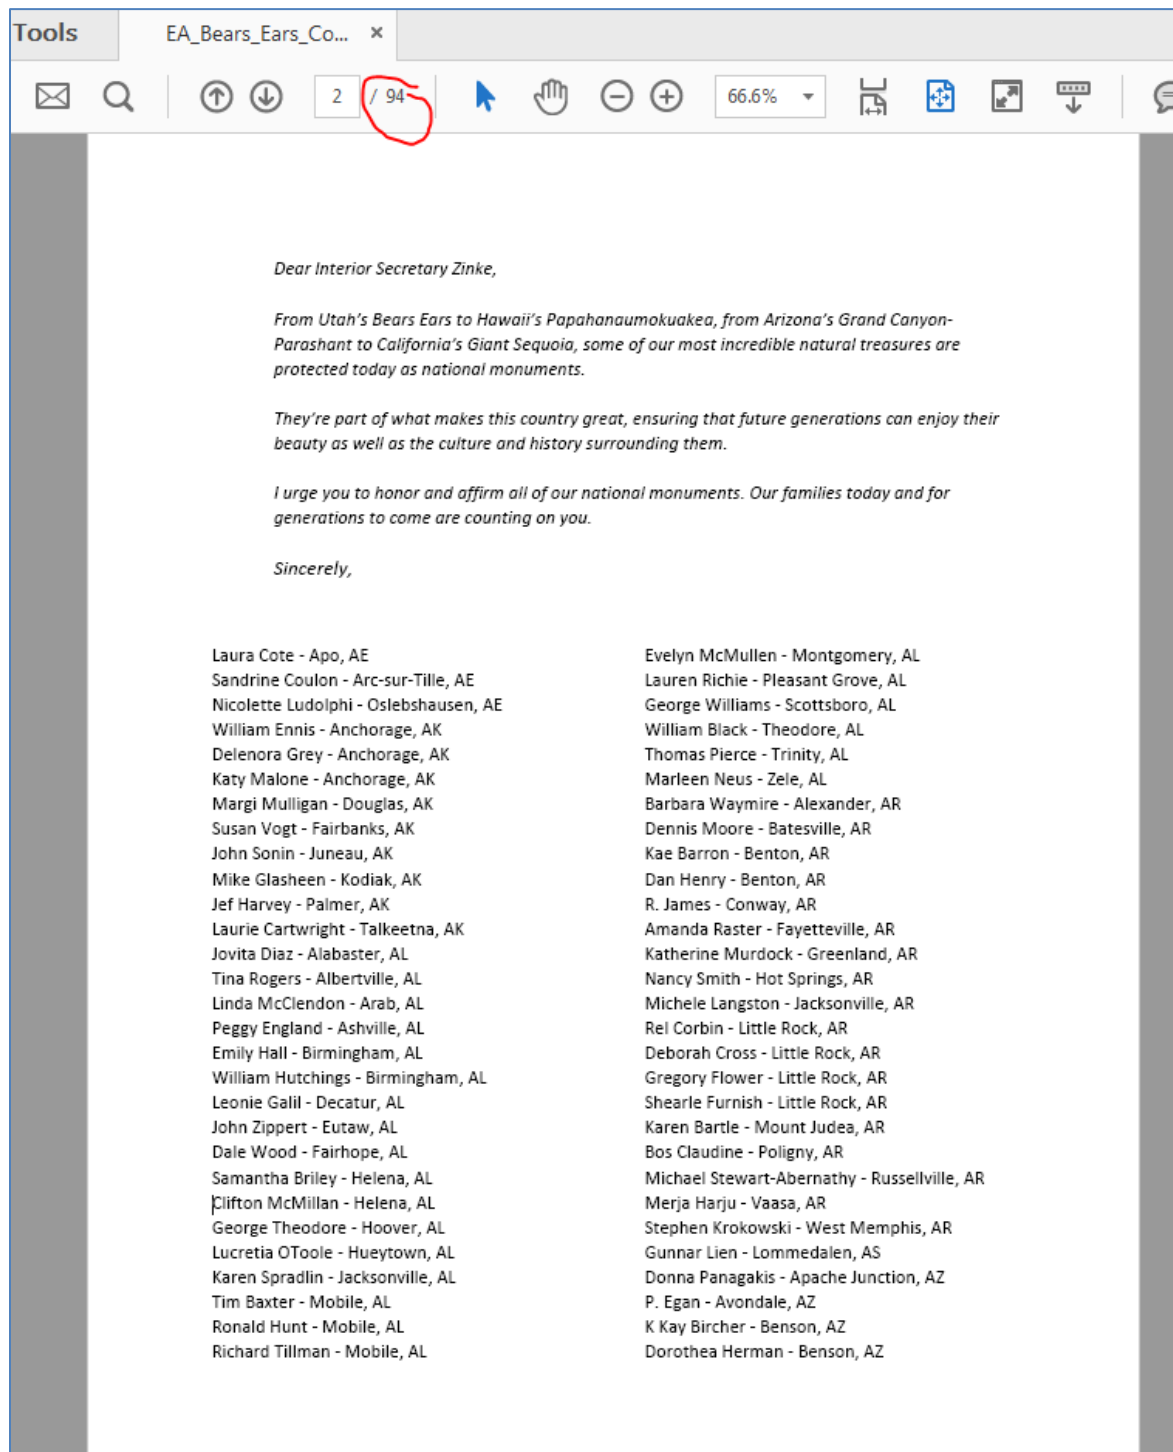 Tools
EA_Bears_Ears_Co... ×
2 / 94
66.6%
Dear Interior Secretary Zinke,
From Utah's Bears Ears to Hawaii's Papahanaumokuakea, from Arizona's Grand Canyon-
Parashant to California's Giant Sequoia, some of our most incredible natural treasures are
protected today as national monuments.
They're part of what makes this country great, ensuring that future generations can enjoy their
beauty as well as the culture and history surrounding them.
I urge you to honor and affirm all of our national monuments. Our families today and for
generations to come are counting on you.
Sincerely,
Laura Cote - Apo, AE
Sandrine Coulon - Arc-sur-Tille, AE
Nicolette Ludolphi - Oslebshausen, AE
William Ennis - Anchorage, AK
Delenora Grey - Anchorage, AK
Katy Malone - Anchorage, AK
Margi Mulligan - Douglas, AK
Susan Vogt - Fairbanks, AK
John Sonin - Juneau, AK
Mike Glasheen - Kodiak, AK
Jef Harvey - Palmer, AK
Laurie Cartwright - Talkeetna, AK
Jovita Diaz - Alabaster, AL
Tina Rogers - Albertville, AL
Linda McClendon - Arab, AL
Peggy England - Ashville, AL
Emily Hall - Birmingham, AL
William Hutchings - Birmingham, AL
Leonie Galil - Decatur, AL
John Zippert - Eutaw, AL
Dale Wood - Fairhope, AL
Samantha Briley - Helena, AL
Clifton McMillan - Helena, AL
George Theodore - Hoover, AL
Lucretia OToole - Hueytown, AL
Karen Spradlin - Jacksonville, AL
Tim Baxter - Mobile, AL
Ronald Hunt - Mobile, AL
Richard Tillman - Mobile, AL
Evelyn McMullen - Montgomery, AL
Lauren Richie - Pleasant Grove, AL
George Williams - Scottsboro, AL
William Black - Theodore, AL
Thomas Pierce - Trinity, AL
Marleen Neus - Zele, AL
Barbara Waymire - Alexander, AR
Dennis Moore - Batesville, AR
Kae Barron - Benton, AR
Dan Henry - Benton, AR
R. James - Conway, AR
Amanda Raster - Fayetteville, AR
Katherine Murdock - Greenland, AR
Nancy Smith - Hot Springs, AR
Michele Langston - Jacksonville, AR
Rel Corbin - Little Rock, AR
Deborah Cross - Little Rock, AR
Gregory Flower - Little Rock, AR
Shearle Furnish - Little Rock, AR
Karen Bartle - Mount Judea, AR
Bos Claudine - Poligny, AR
Michael Stewart-Abernathy - Russellville, AR
Merja Harju - Vaasa, AR
Stephen Krokowski - West Memphis, AR
Gunnar Lien - Lommedalen, AS
Donna Panagakis - Apache Junction, AZ
P. Egan - Avondale, AZ
K Kay Bircher - Benson, AZ
Dorothea Herman - Benson, AZ